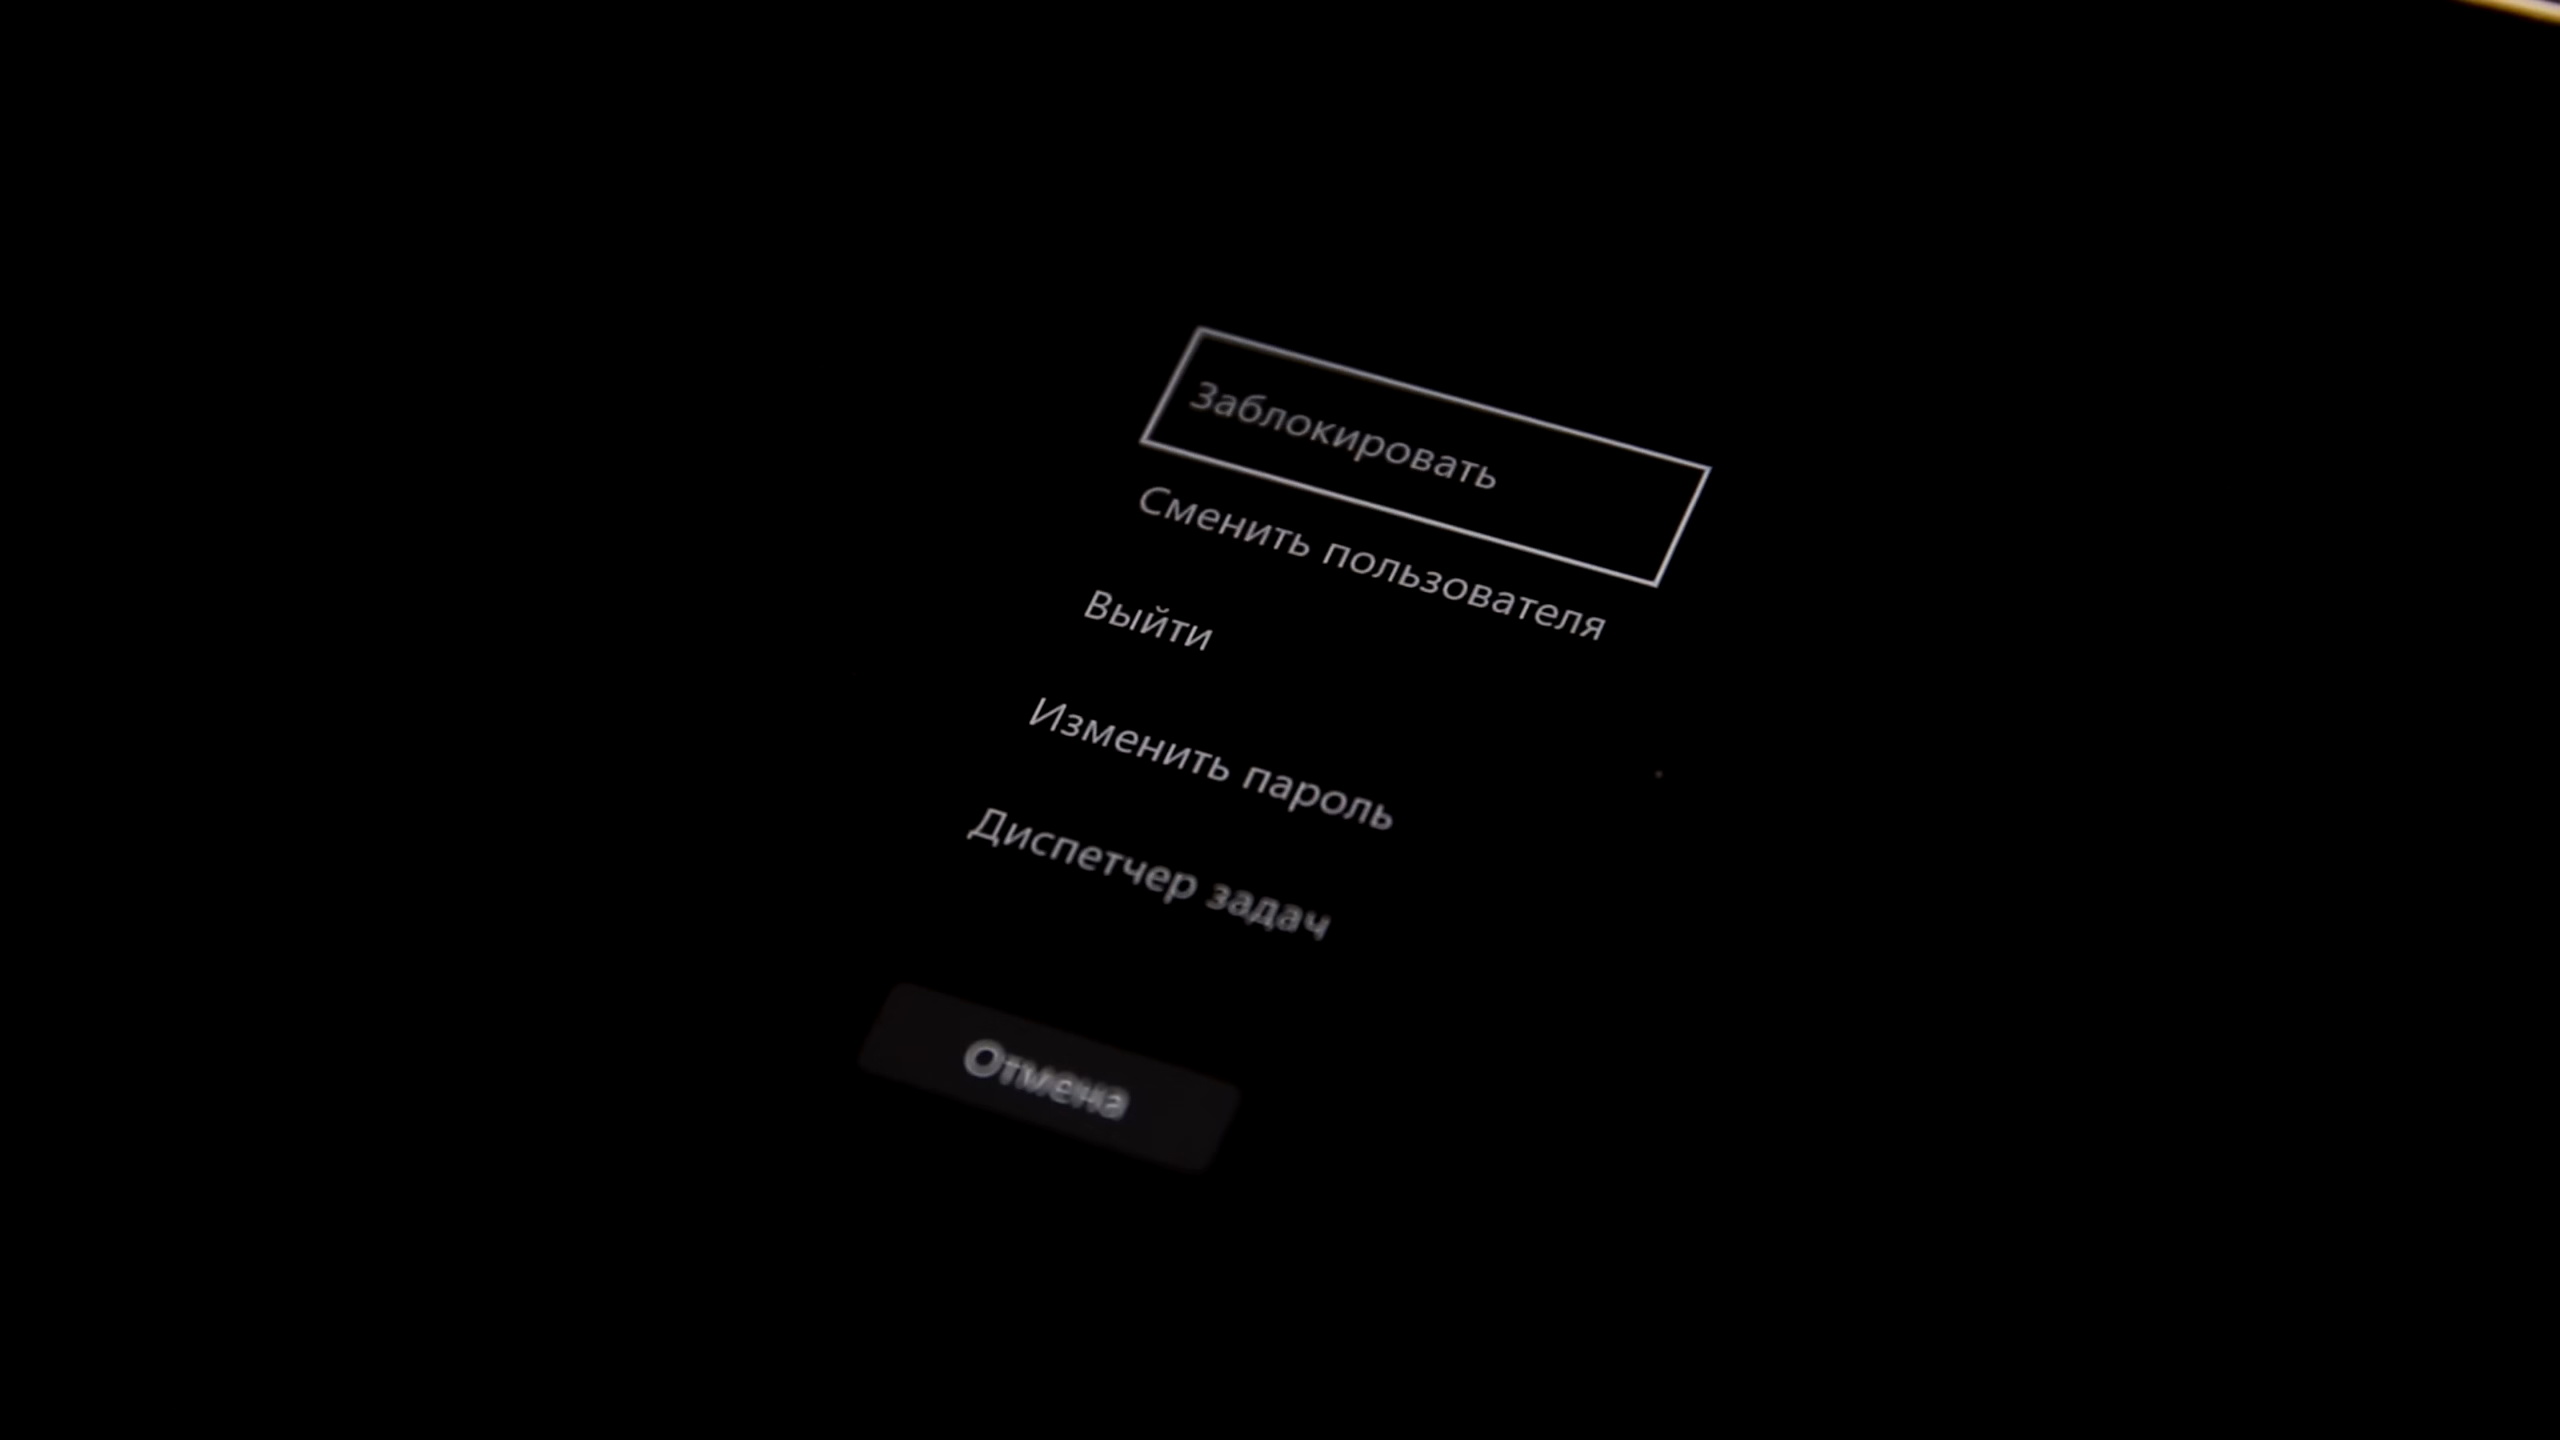 Заблокировать
Сменить пользователя
Выйти
Изменить пароль
Диспетчер задач
Отмена